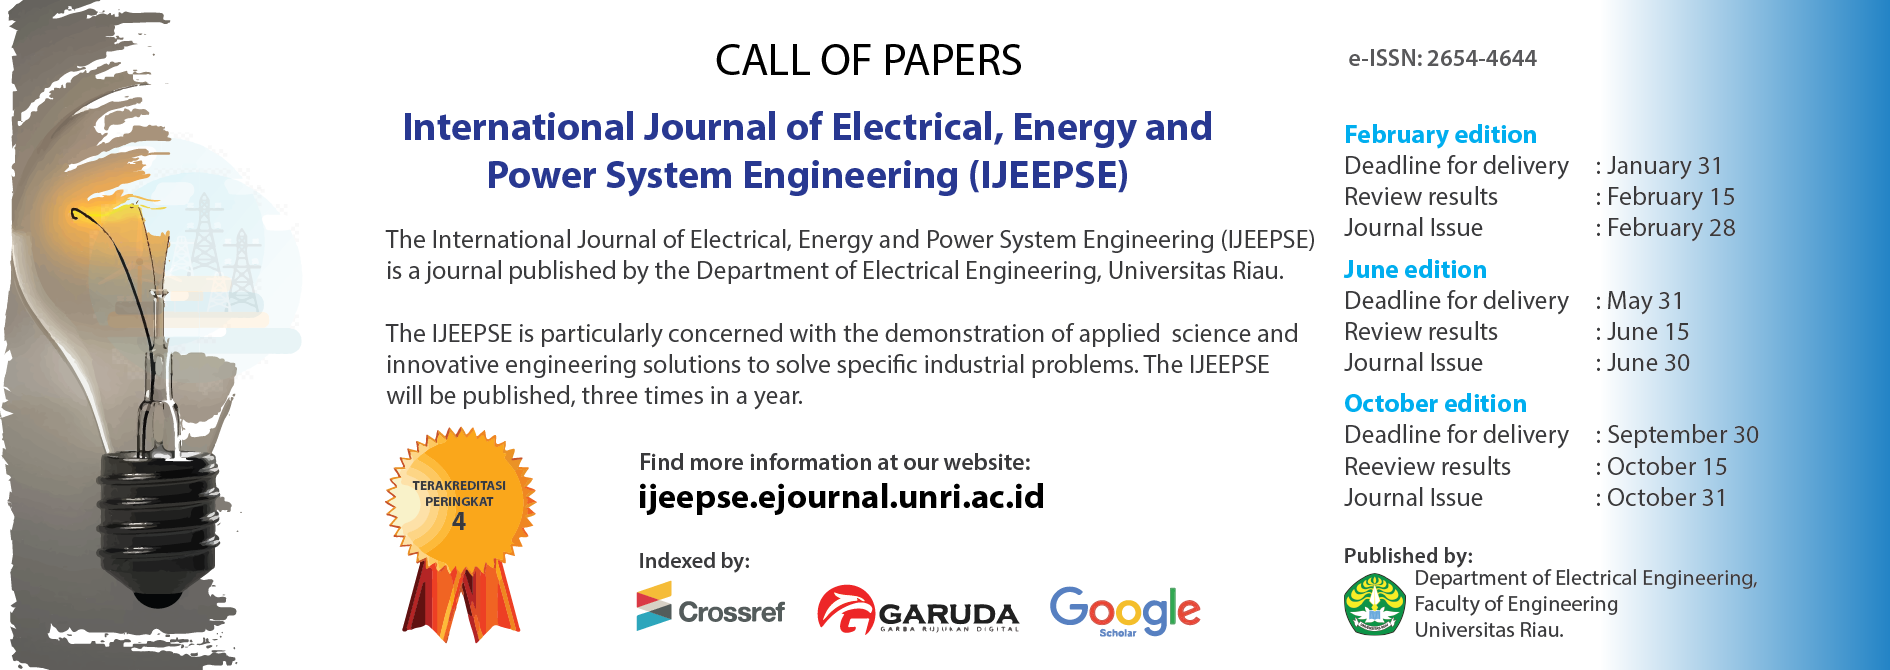 CALL OF PAPERS
International Journal of Electrical, Energy and
Power System Engineering (IJEEPSE)
The International Journal of Electrical, Energy and Power System Engineering (IJEEPSE)
is a journal published by the Department of Electrical Engineering, Universitas Riau.
The IJEEPSE is particularly concerned with the demonstration of applied science and
innovative engineering solutions to solve specific industrial problems. The IJEEPSE
will be published, three times in a year.
TERAKREDITASI
PERINGKAT
4
Find more information at our website:
ijeepse.ejournal.unri.ac.id
Indexed by:
Crossref
GARUDA
GARBA RUJUKAN DIGITAL
Google
Scholar
e-ISSN: 2654-4644
February edition
Deadline for delivery : January 31
Review results : February 15
Journal Issue : February 28
June edition
Deadline for delivery : May 31
Review results : June 15
Journal Issue : June 30
October edition
Deadline for delivery : September 30
Reeview results : October 15
Journal Issue : October 31
Published by:
Department of Electrical Engineering,
Faculty of Engineering
Universitas Riau.